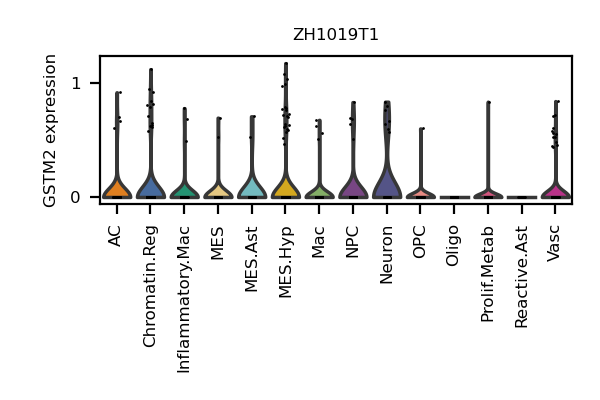 ZH1019T1
GSTM2 expression
1
0
AC
Chromatin.Reg
Inflammatory.Mac
MES
MES.Ast
MES.Hyp
Mac
NPC
Neuron
OPC
Oligo
Prolif.Metab
Reactive.Ast
Vasc